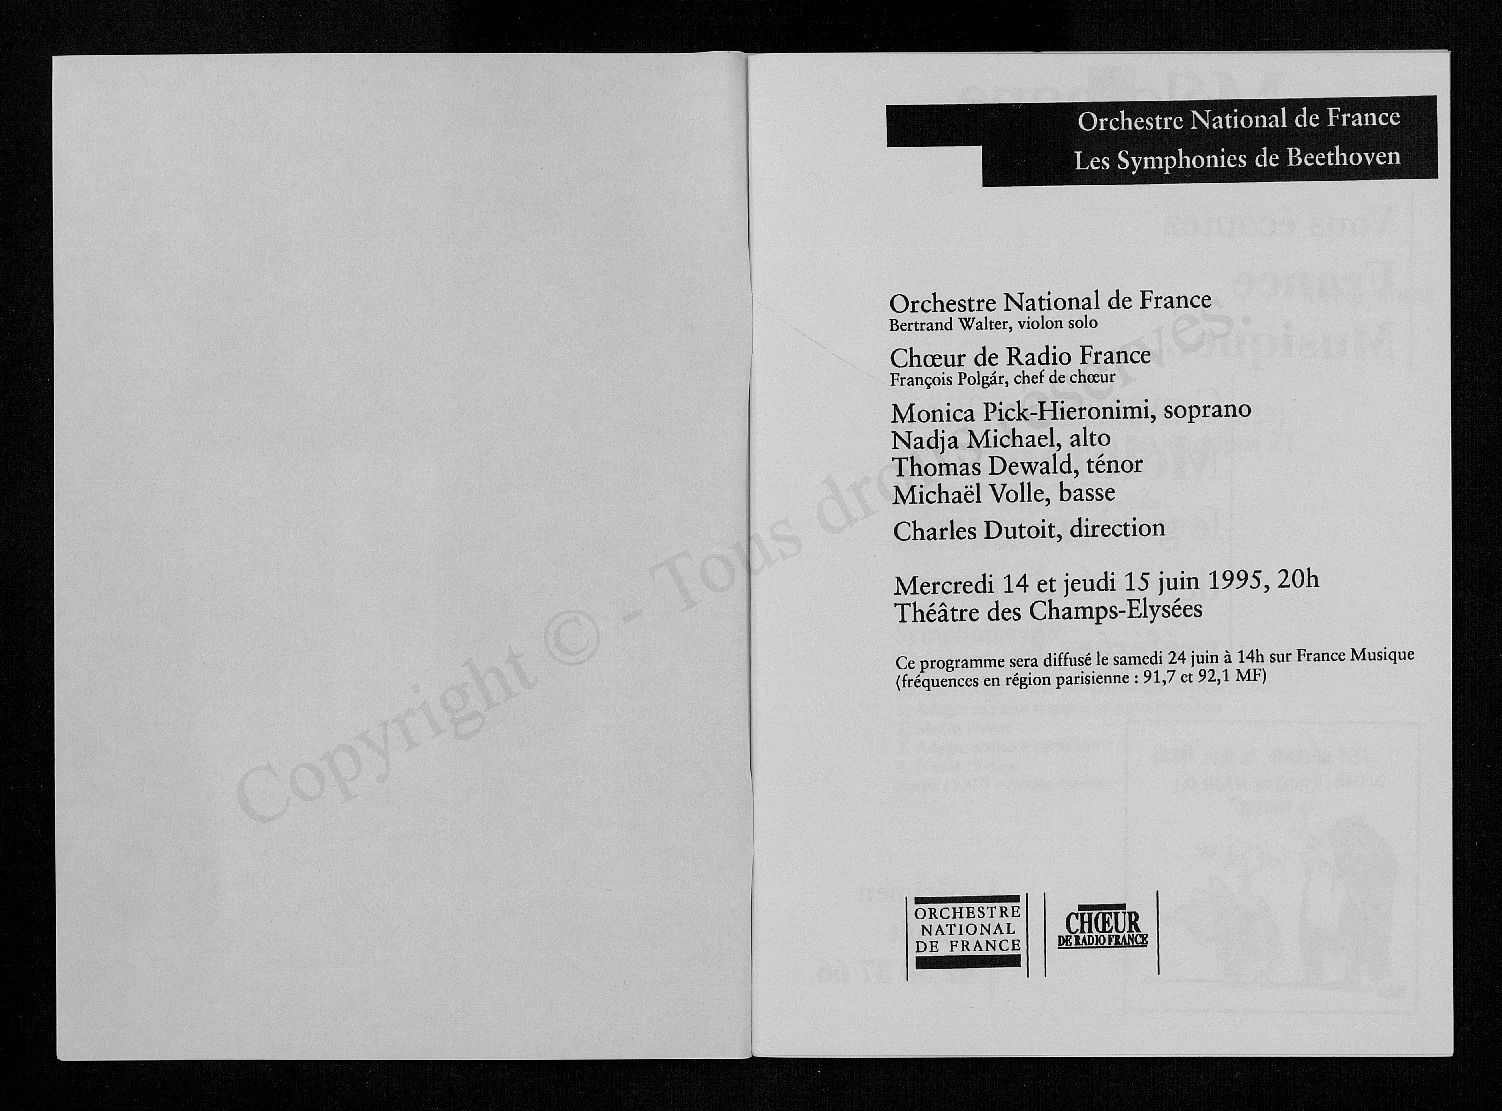 Orchestre National de France
Les Symphonies de Beethoven
Orchestre National de France
Bertrand Walter, violon solo
Chœur de Radio France
François Polgár, chef de chœur
Monica Pick-Hieronimi, soprano
Nadja Michael, alto
Thomas Dewald, ténor
Michaël Volle, basse
Charles Dutoit, direction
Mercredi 14 et jeudi 15 juin 1995, 20h
Théâtre des Champs-Elysées
Ce programme sera diffusé le samedi 24 juin à 14h sur France Musique
(fréquences en région parisienne : 91,7 et 92,1 MF)
ORCHESTRE
NATIONAL
DE FRANCE
CHŒUR
DE RADIO FRANCE
Copyright © - Tous droits réservés.